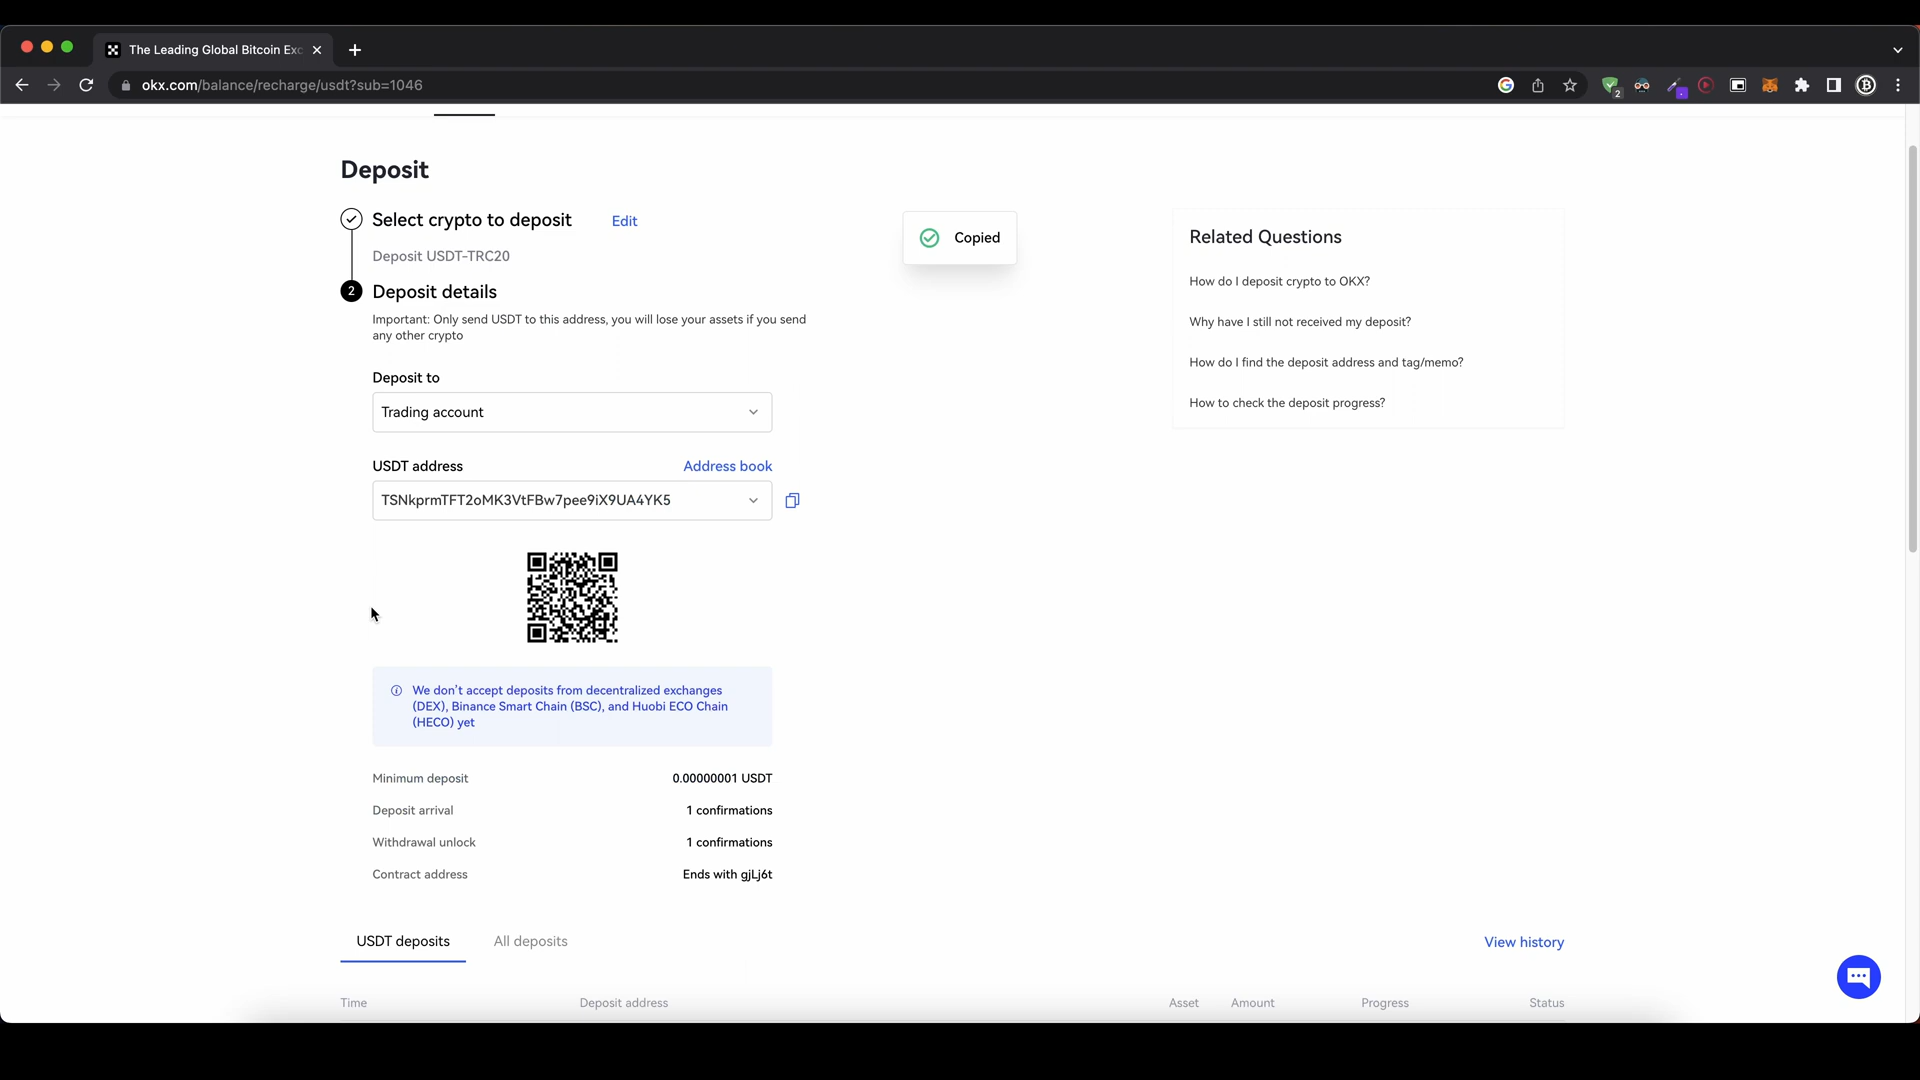 The Leading Global Bitcoin Exc
okx.com/balance/recharge/usdt?sub=1046
2
Deposit
Select crypto to deposit Edit
Deposit USDT-TRC20
2 Deposit details
Important: Only send USDT to this address, you will lose your assets if you send
any other crypto
Deposit to
Trading account
USDT address Address book
TSNkprmTFT2oMK3VtFBw7pee9iX9UA4YK5
We don't accept deposits from decentralized exchanges
(DEX), Binance Smart Chain (BSC), and Huobi ECO Chain
(HECO) yet
Minimum deposit 0.00000001 USDT
Deposit arrival 1 confirmations
Withdrawal unlock 1 confirmations
Contract address Ends with gjLj6t
Copied
Related Questions
How do I deposit crypto to OKX?
Why have I still not received my deposit?
How do I find the deposit address and tag/memo?
How to check the deposit progress?
USDT deposits All deposits View history
Time Deposit address Asset Amount Progress Status